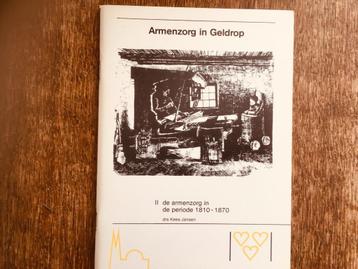 Armenzorg in Geldrop
II de armenzorg in
de periode 1810-1870
drs Kees Jansen